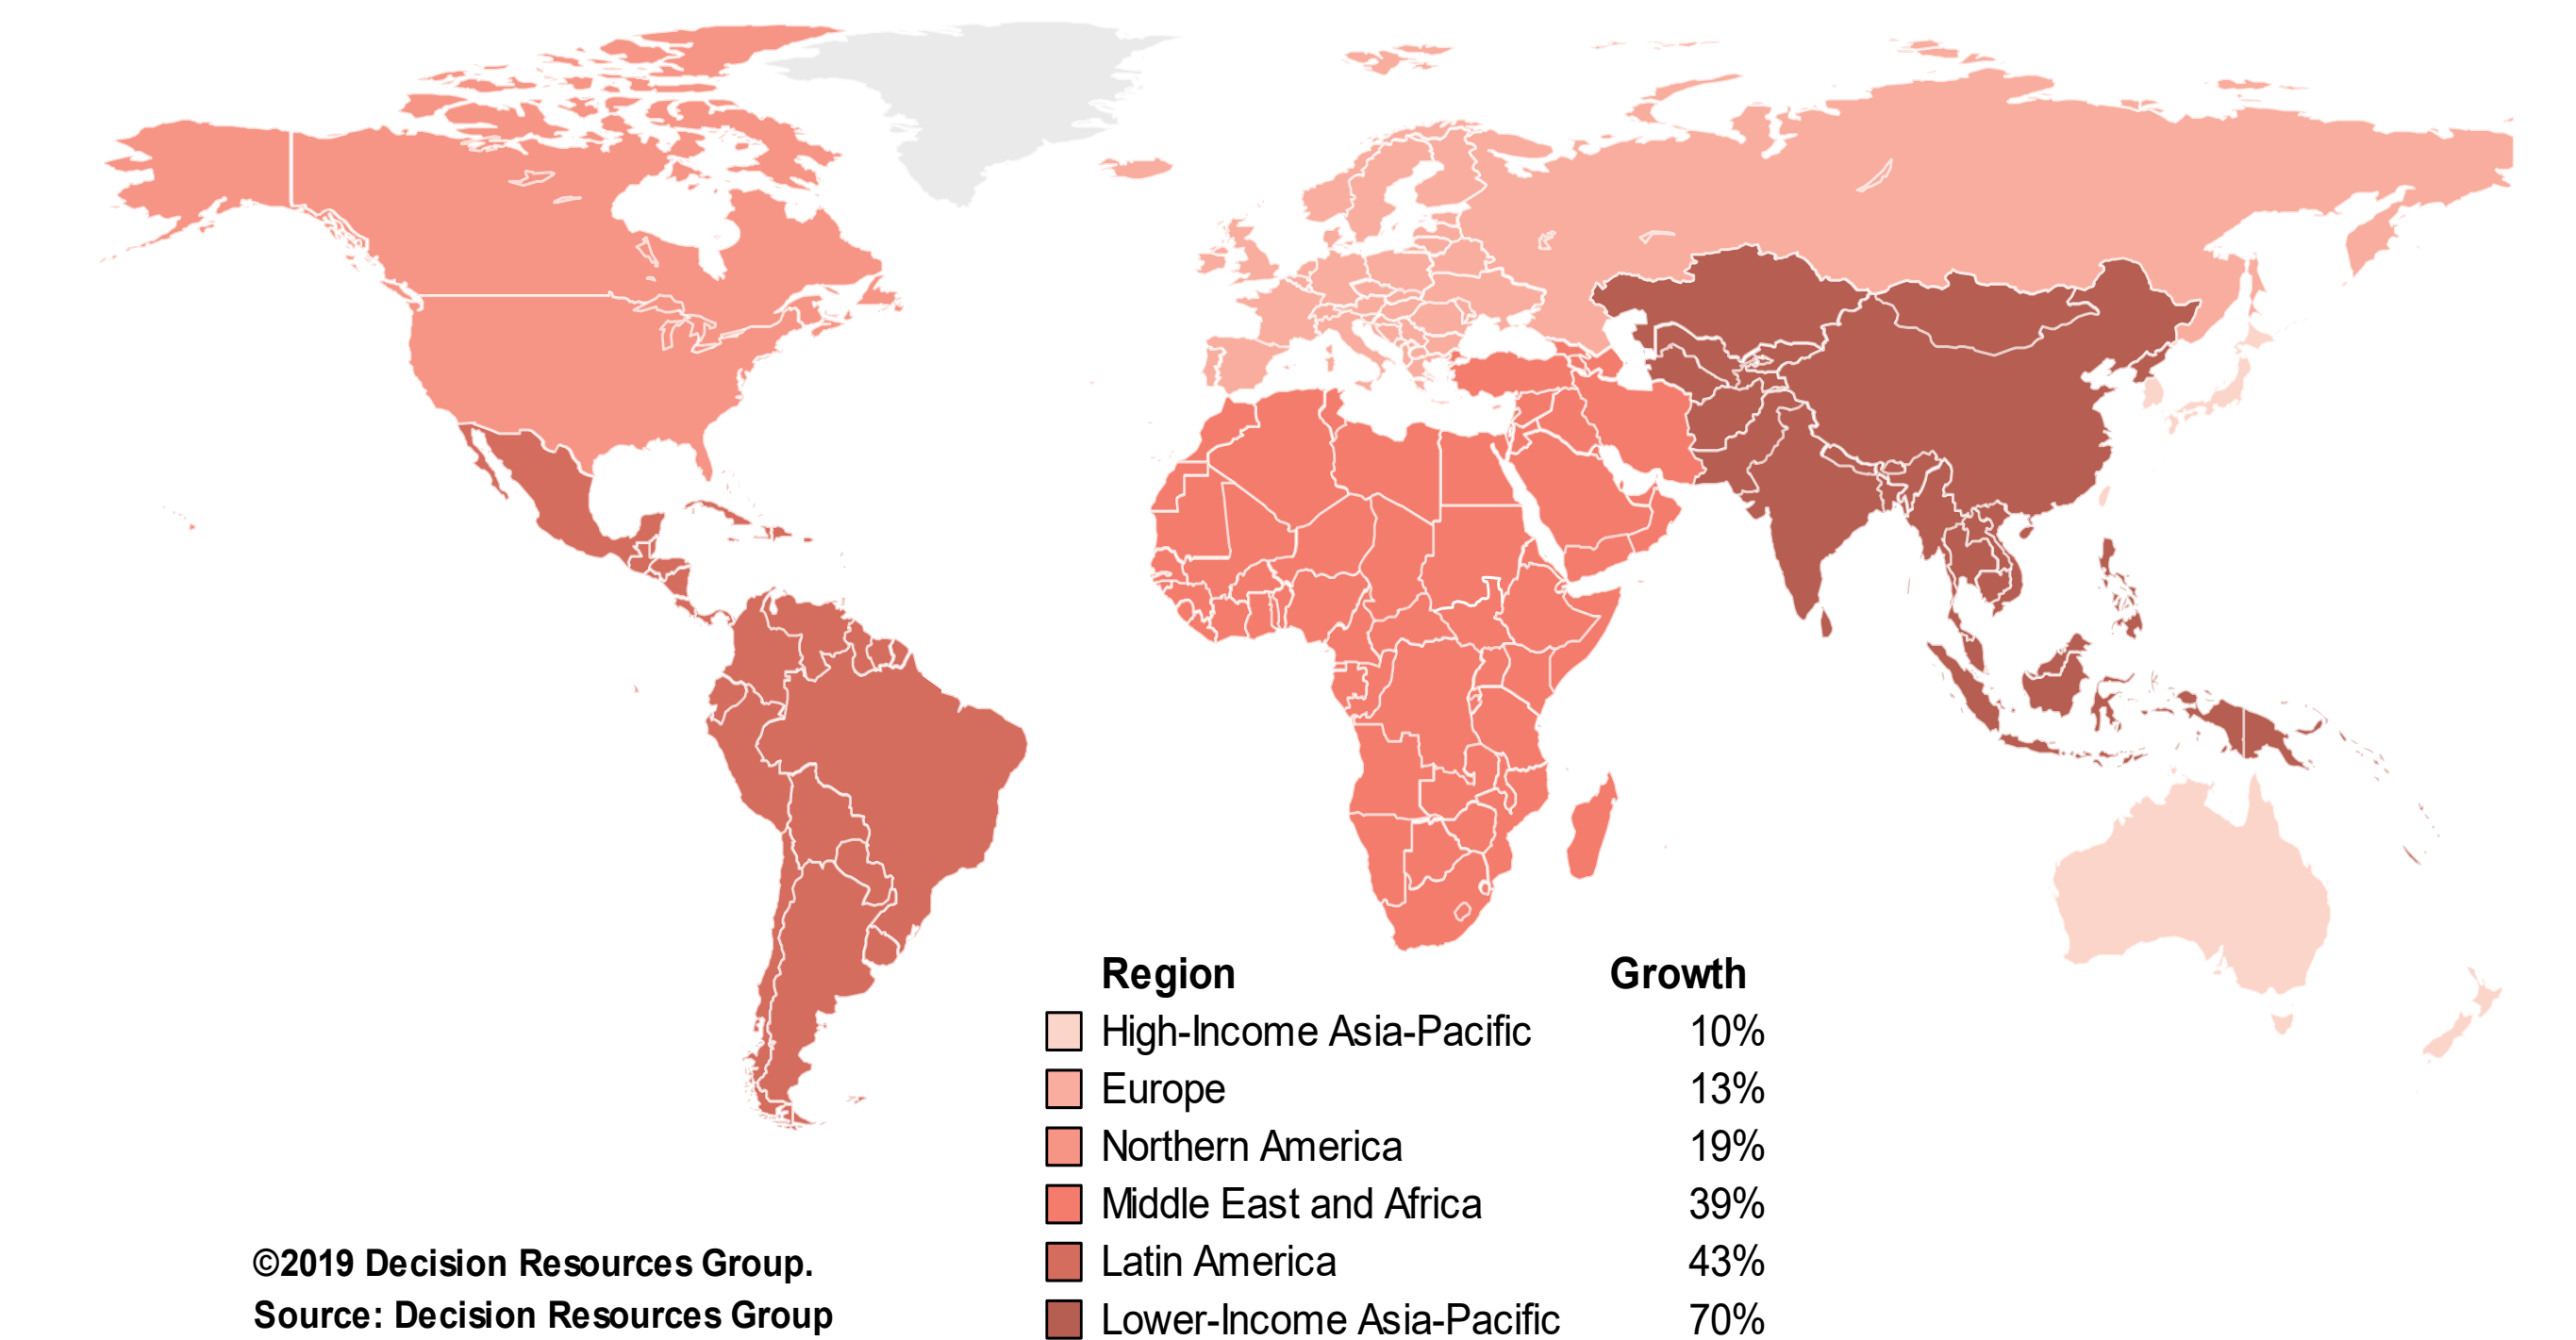 Region Growth
High-Income Asia-Pacific 10%
Europe 13%
Northern America 19%
Middle East and Africa 39%
Latin America 43%
Lower-Income Asia-Pacific 70%
©2019 Decision Resources Group.
Source: Decision Resources Group